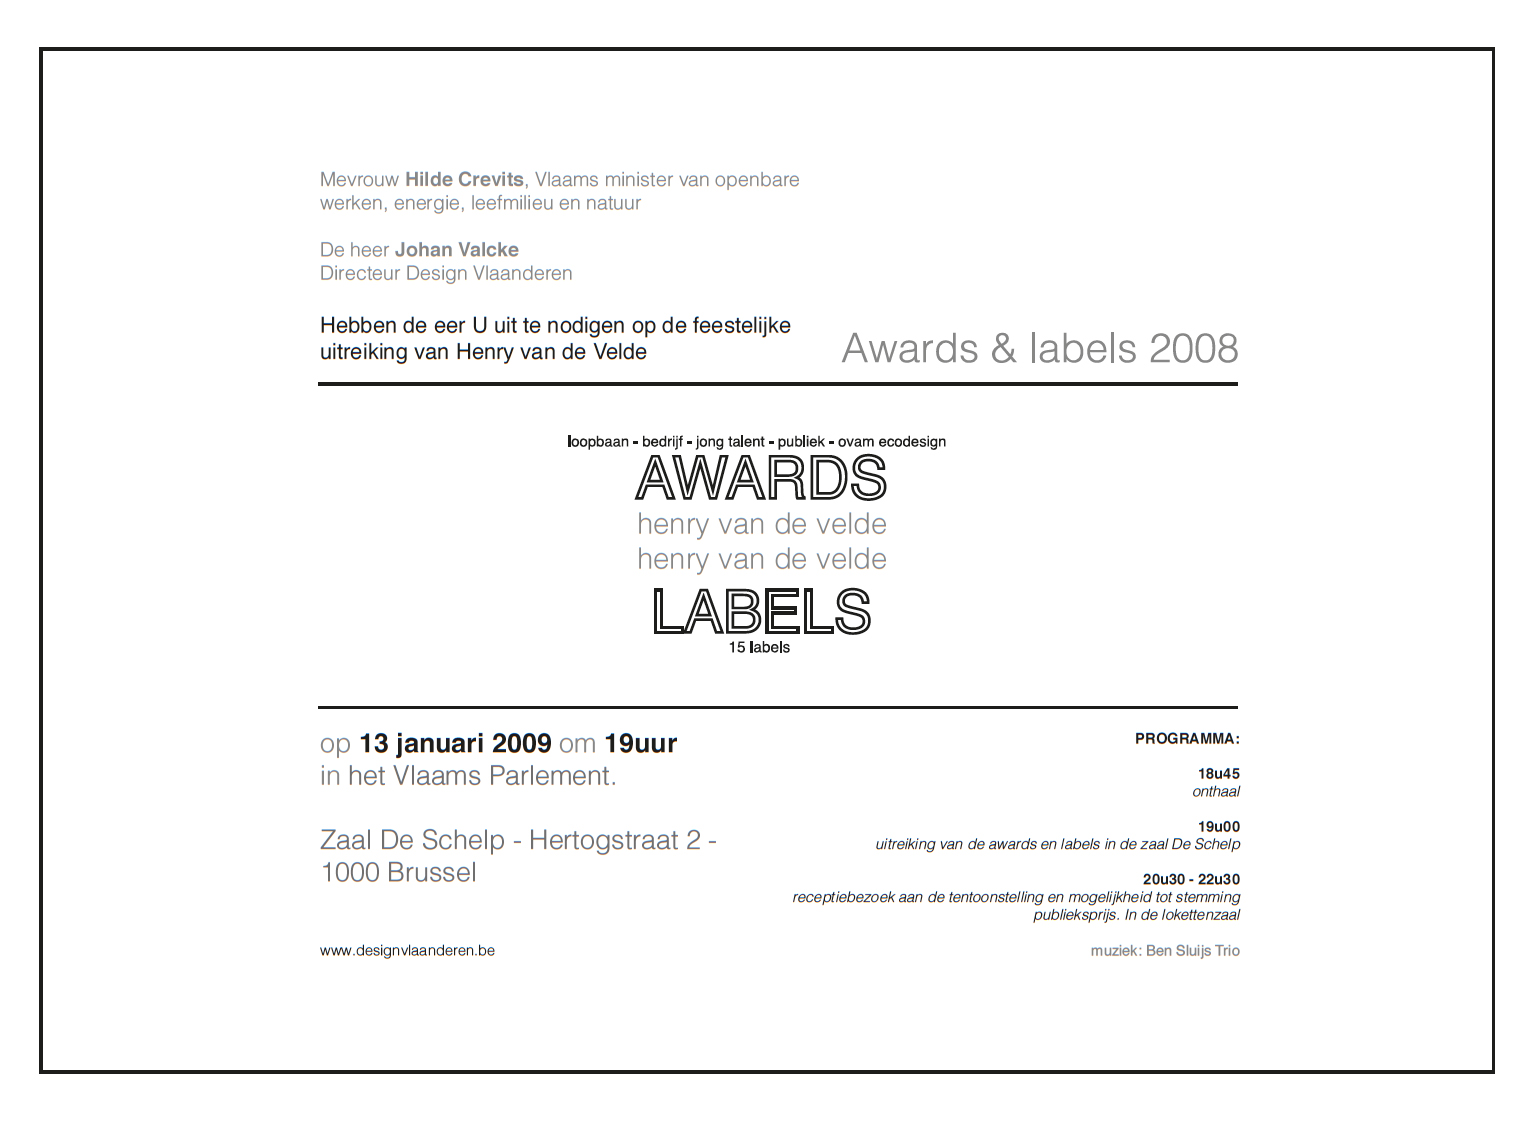 Mevrouw Hilde Crevits, Vlaams minister van openbare
werken, energie, leefmilieu en natuur
De heer Johan Valcke
Directeur Design Vlaanderen
Hebben de eer U uit te nodigen op de feestelijke
uitreiking van Henry van de Velde
Awards & labels 2008
loopbaan - bedrijf - jong talent - publiek - ovam ecodesign
AWARDS
henry van de velde
henry van de velde
LABELS
15 labels
op 13 januari 2009 om 19uur
in het Vlaams Parlement.
Zaal De Schelp - Hertogstraat 2 -
1000 Brussel
www.designvlaanderen.be
PROGRAMMA:
18u45
onthaal
19u00
uitreiking van de awards en labels in de zaal De Schelp
20u30 - 22u30
receptiebezoek aan de tentoonstelling en mogelijkheid tot stemming
publieksprijs. In de lokettenzaal
muziek: Ben Sluijs Trio